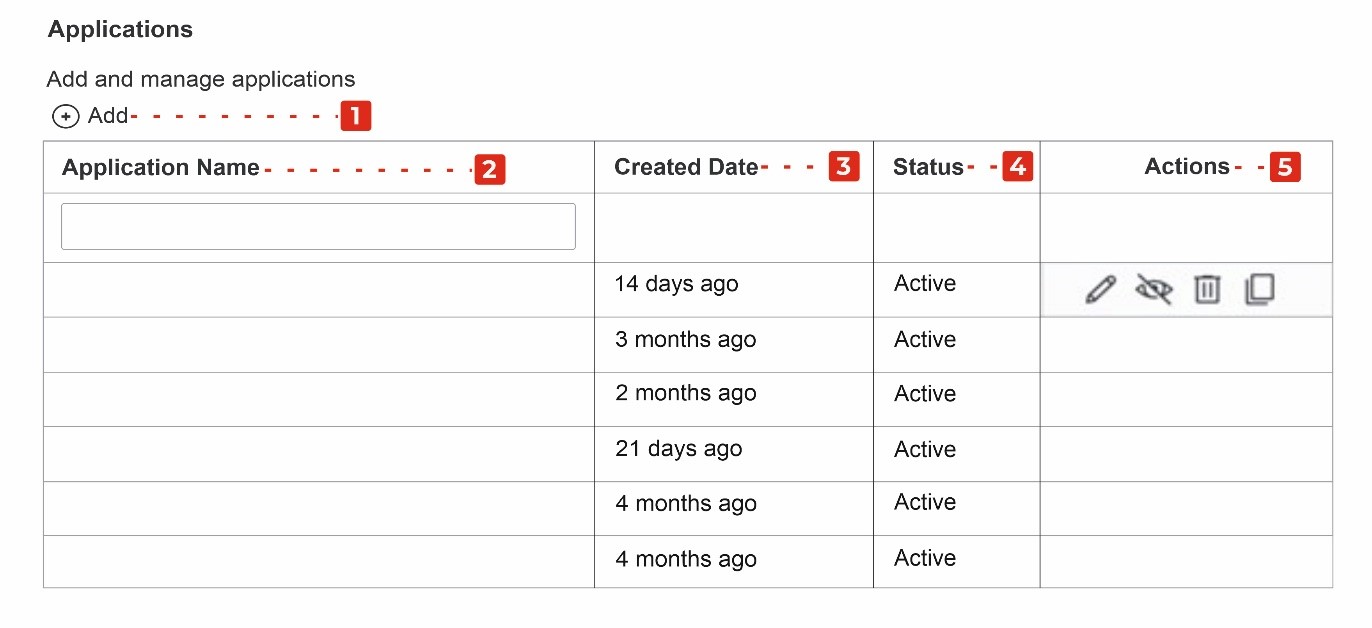 Applications
Add and manage applications
Add 1
Application Name 2 Created Date 3 Status 4 Actions 5
14 days ago Active
3 months ago Active
2 months ago Active
21 days ago Active
4 months ago Active
4 months ago Active